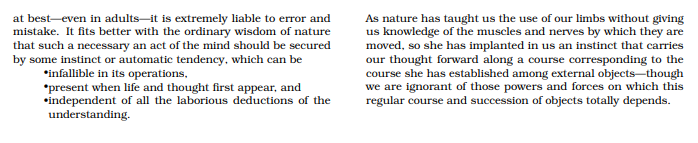 at best—even in adults—it is extremely liable to error and
mistake. It fits better with the ordinary wisdom of nature
that such a necessary an act of the mind should be secured
by some instinct or automatic tendency, which can be
•infallible in its operations,
•present when life and thought first appear, and
•independent of all the laborious deductions of the
understanding.
As nature has taught us the use of our limbs without giving
us knowledge of the muscles and nerves by which they are
moved, so she has implanted in us an instinct that carries
our thought forward along a course corresponding to the
course she has established among external objects—though
we are ignorant of those powers and forces on which this
regular course and succession of objects totally depends.